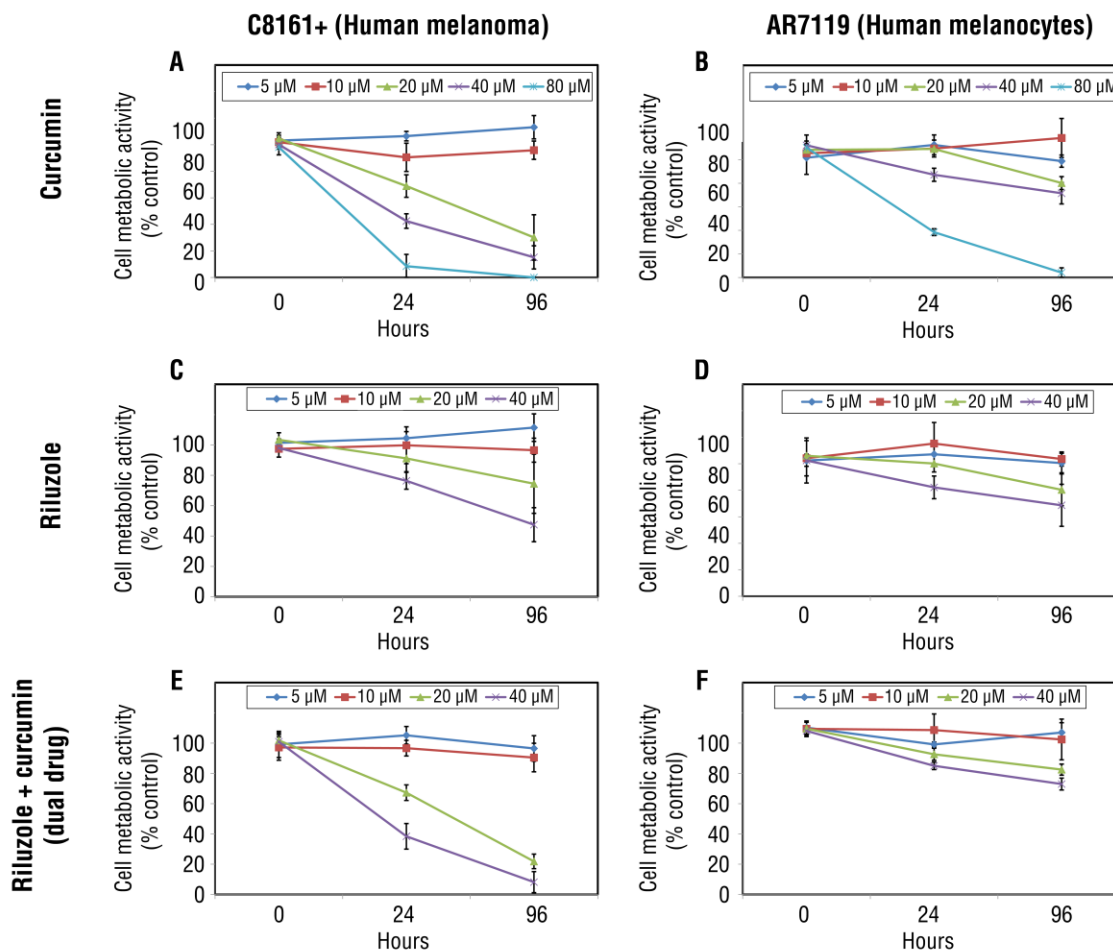 C8161+ (Human melanoma)
AR7119 (Human melanocytes)
Curcumin
A
5 µM 10 µM 20 µM 40 µM 80 µM
Cell metabolic activity
(% control)
100
80
60
40
20
0
0 24 96
Hours
B
5 µM 10 µM 20 µM 40 µM 80 µM
Cell metabolic activity
(% control)
100
80
60
40
20
0
0 24 96
Hours
Riluzole
C
5 µM 10 µM 20 µM 40 µM
Cell metabolic activity
(% control)
100
80
60
40
20
0
0 24 96
Hours
D
5 µM 10 µM 20 µM 40 µM
Cell metabolic activity
(% control)
100
80
60
40
20
0
0 24 96
Hours
Riluzole + curcumin
(dual drug)
E
5 µM 10 µM 20 µM 40 µM
Cell metabolic activity
(% control)
100
80
60
40
20
0
0 24 96
Hours
F
5 µM 10 µM 20 µM 40 µM
Cell metabolic activity
(% control)
100
80
60
40
20
0
0 24 96
Hours